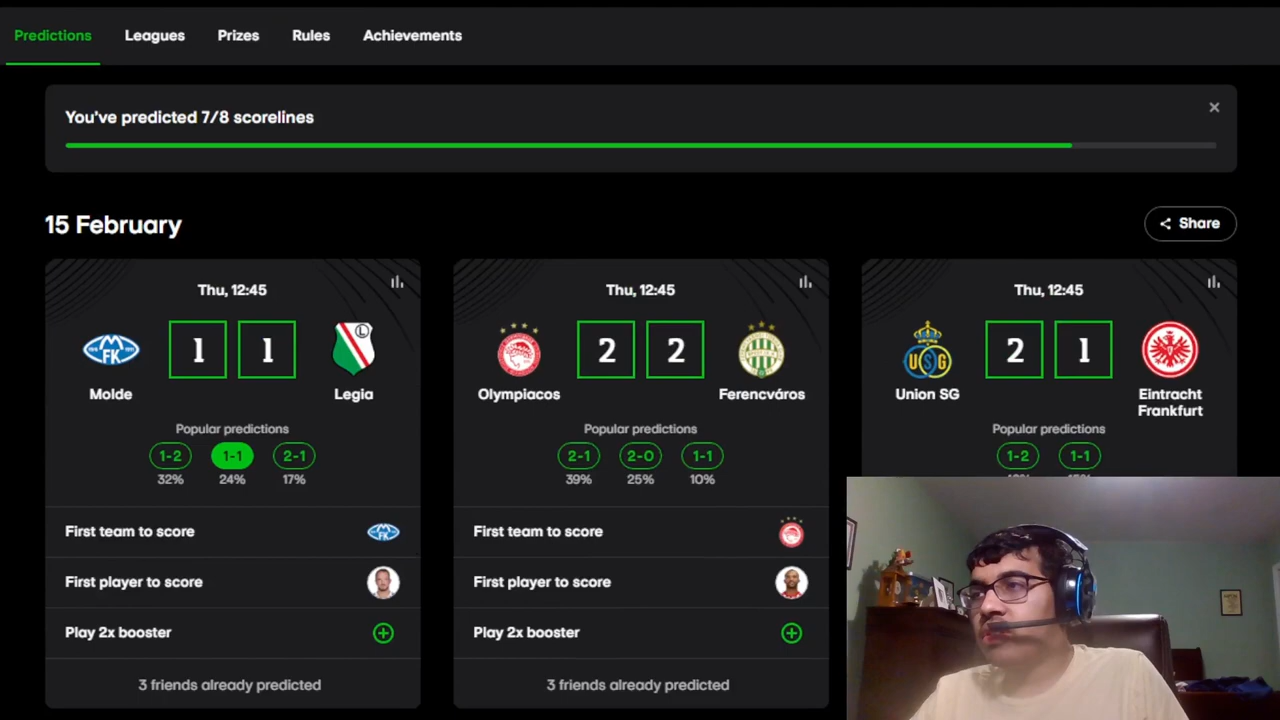 Predictions Leagues Prizes Rules Achievements
You've predicted 7/8 scorelines
15 February
Share
Thu, 12:45
1 1
Molde Legia
Popular predictions
1-2 1-1 2-1
32% 24% 17%
First team to score
First player to score
Play 2x booster
3 friends already predicted
Thu, 12:45
2 2
Olympiacos Ferencváros
Popular predictions
2-1 2-0 1-1
39% 25% 10%
First team to score
First player to score
Play 2x booster
3 friends already predicted
Thu, 12:45
2 1
Union SG Eintracht
Frankfurt
Popular predictions
1-2 1-1